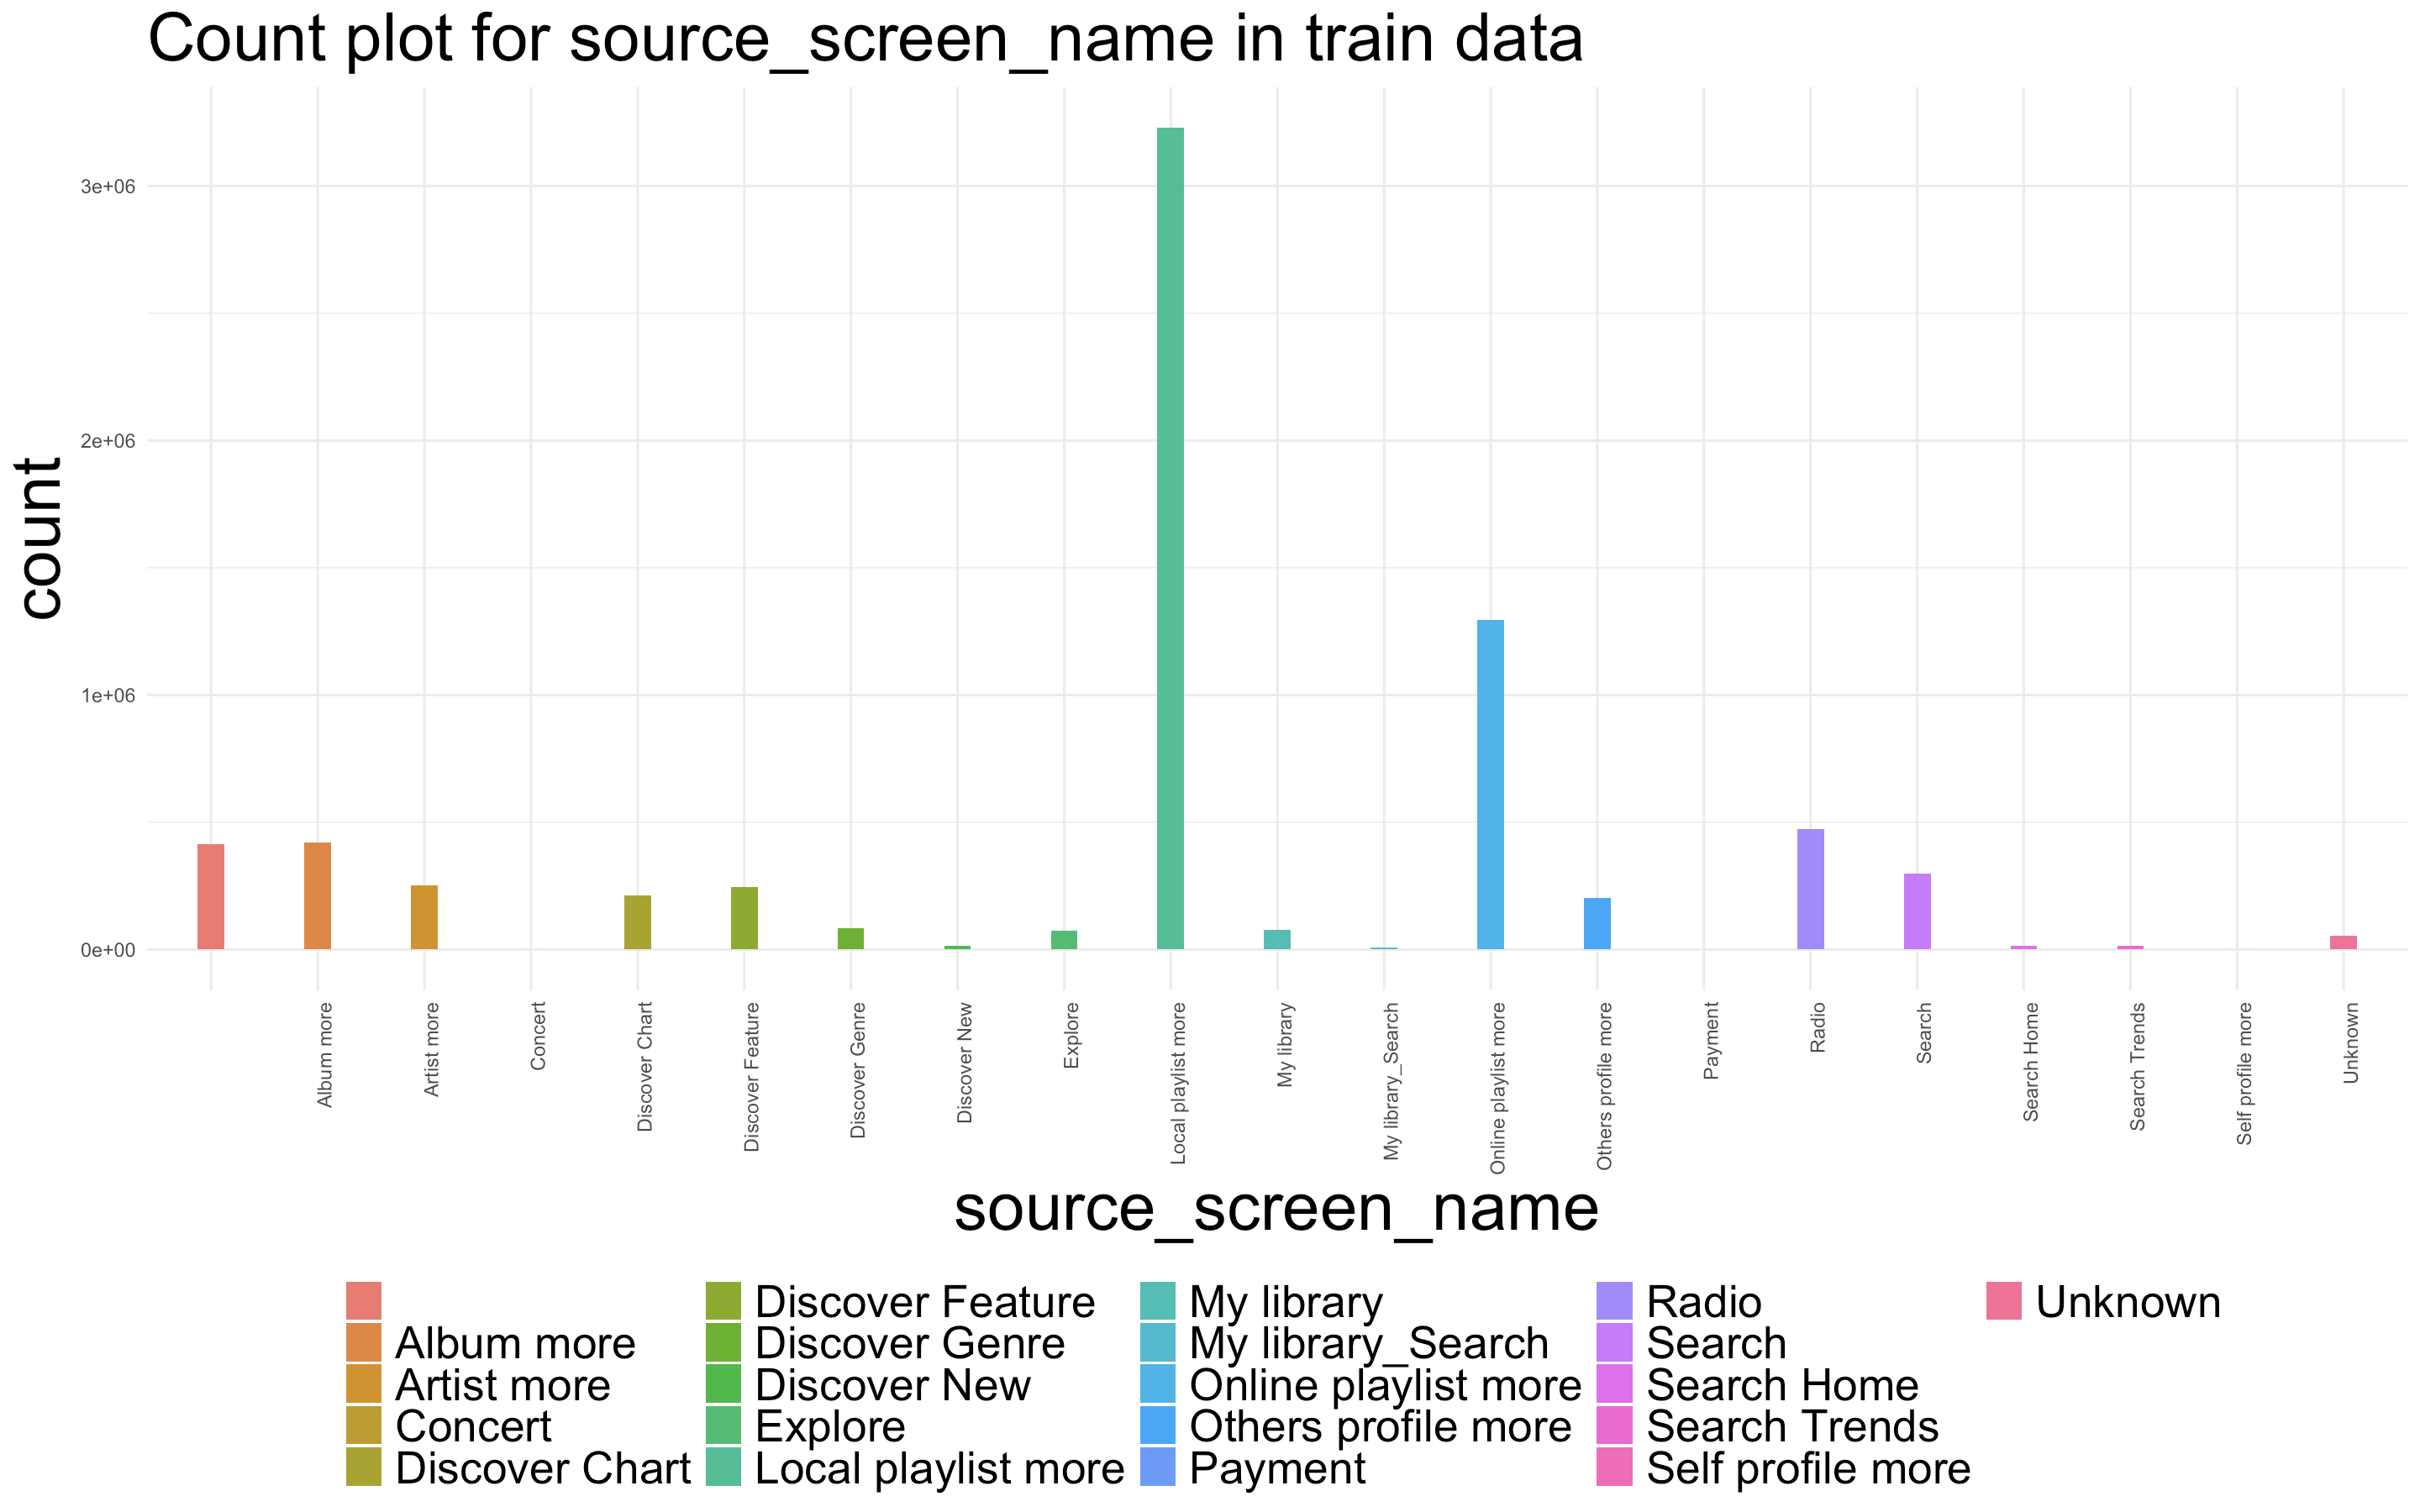 Count plot for source_screen_name in train data
count
3e+06
2e+06
1e+06
0e+00
Album more
Artist more
Concert
Discover Chart
Discover Feature
Discover Genre
Discover New
Explore
Local playlist more
My library
My library_Search
Online playlist more
Others profile more
Payment
Radio
Search
Search Home
Search Trends
Self profile more
Unknown
source_screen_name
Album more
Artist more
Concert
Discover Chart
Discover Feature
Discover Genre
Discover New
Explore
Local playlist more
My library
My library_Search
Online playlist more
Others profile more
Payment
Radio
Search
Search Home
Search Trends
Self profile more
Unknown